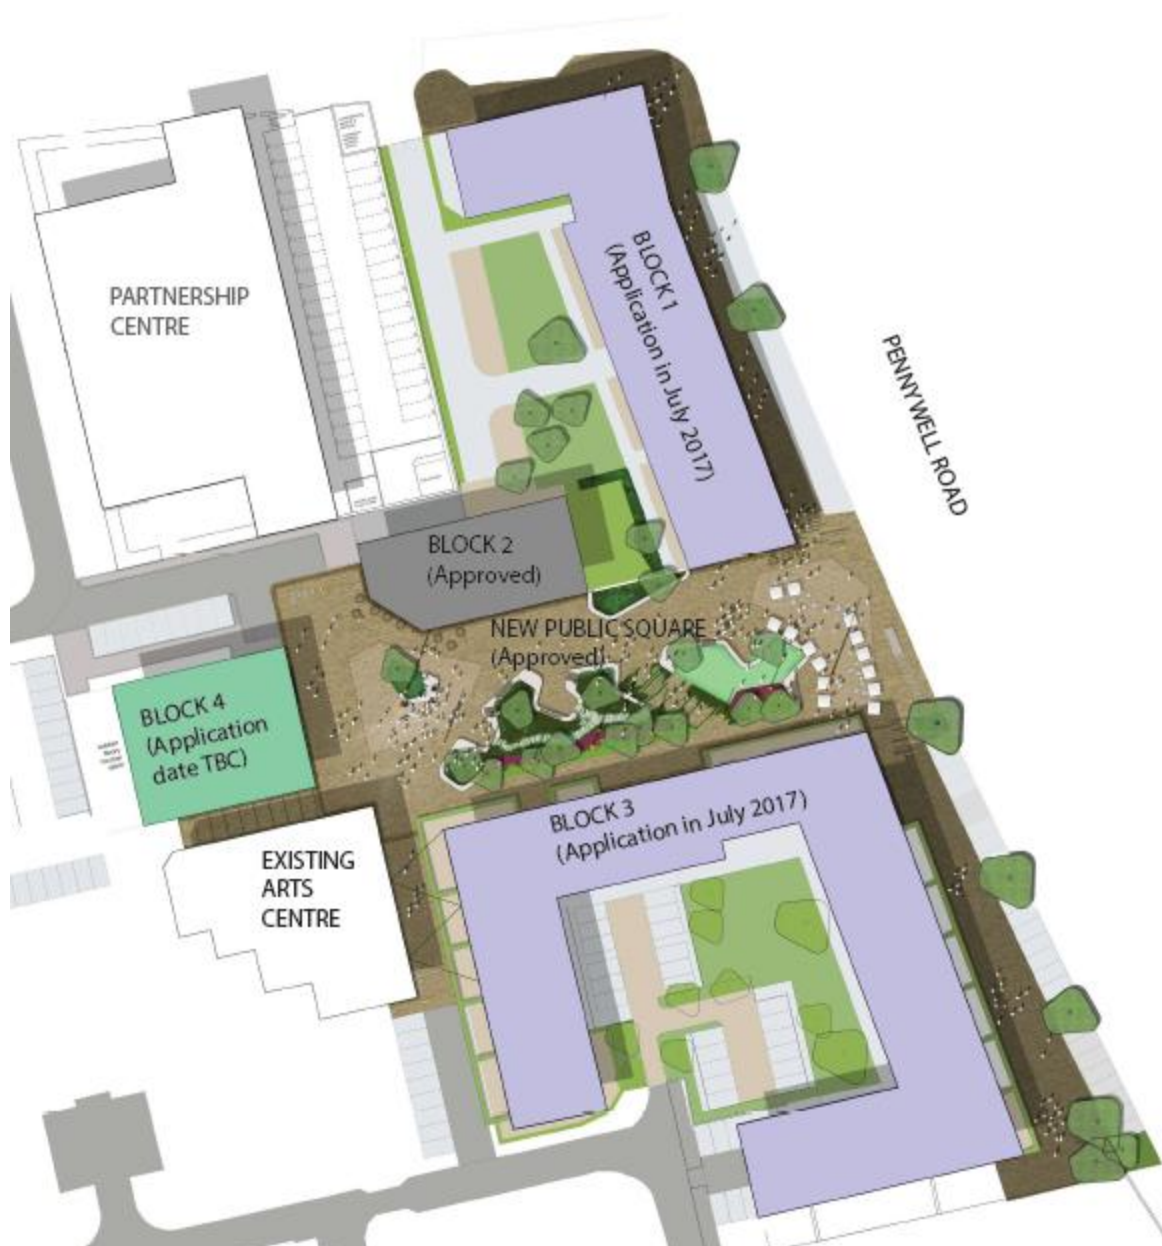 PARTNERSHIP
CENTRE
BLOCK 1
(Application in July 2017)
PENNYWELL ROAD
BLOCK 2
(Approved)
NEW PUBLIC SQUARE
(Approved)
BLOCK 4
(Application
date TBC)
BLOCK 3
(Application in July 2017)
EXISTING
ARTS
CENTRE